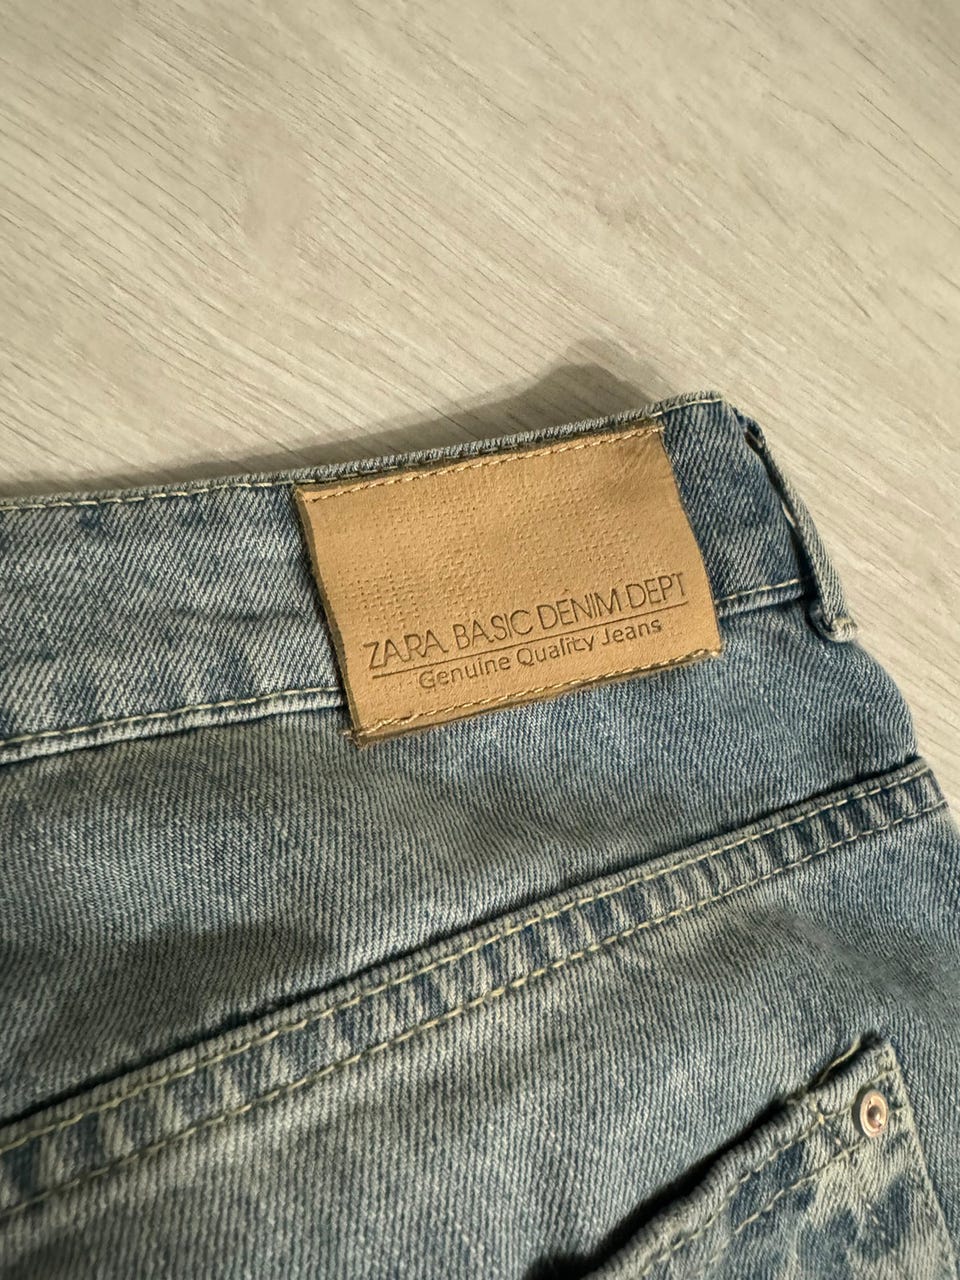 ZARA BASIC DENIM DEPT
Genuine Quality Jeans